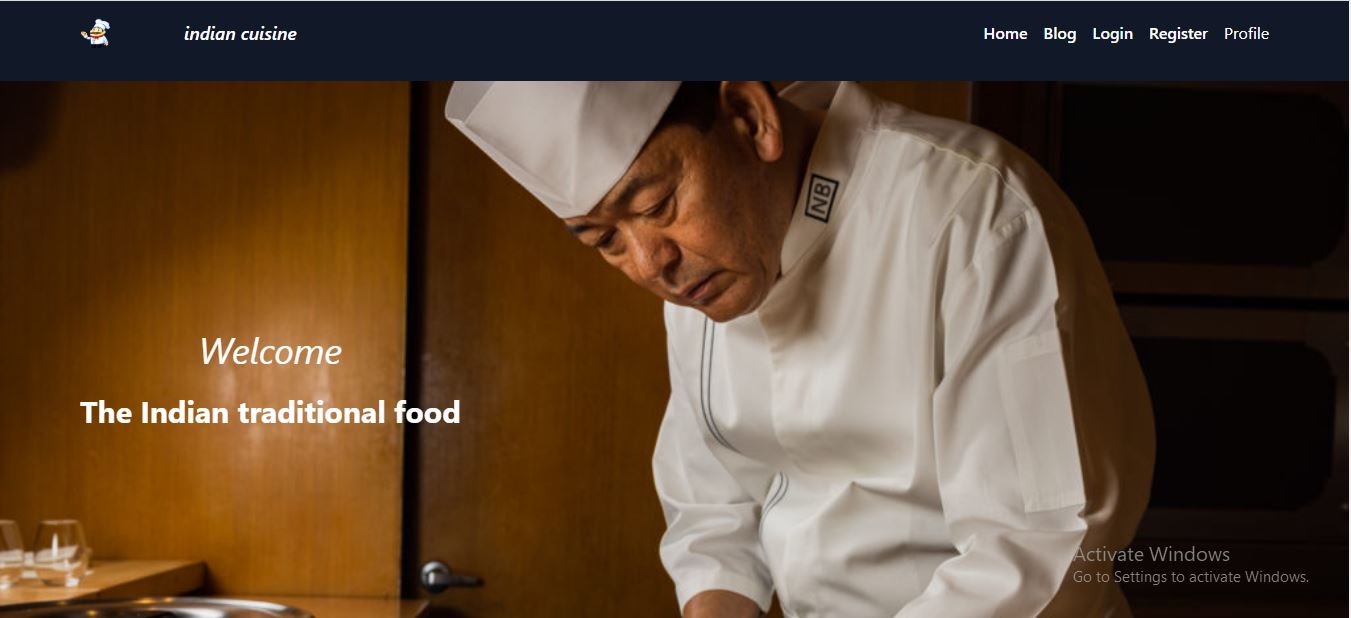 indian cuisine
Home Blog Login Register Profile
NB
Welcome
The Indian traditional food
Activate Windows
Go to Settings to activate Windows.